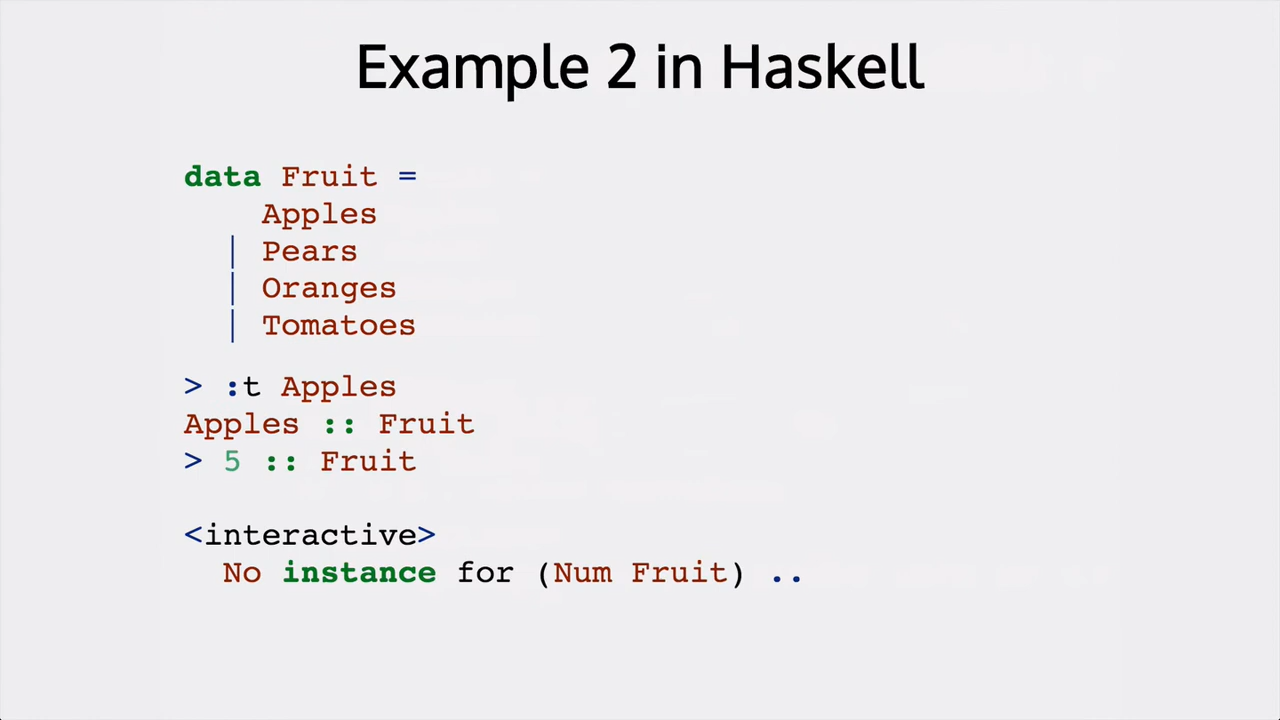 Example 2 in Haskell
data Fruit =
Apples
| Pears
| Oranges
| Tomatoes
> :t Apples
Apples :: Fruit
> 5 :: Fruit
<interactive>
No instance for (Num Fruit) ..